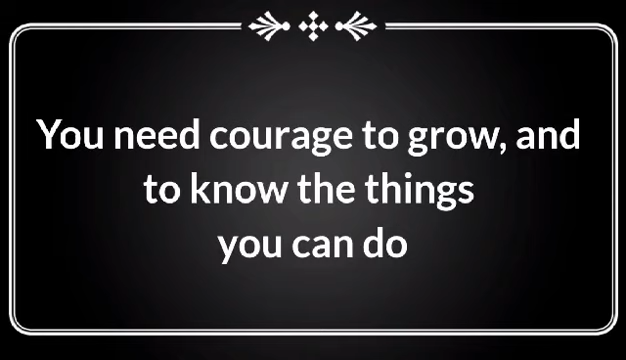 You need courage to grow, and
to know the things
you can do